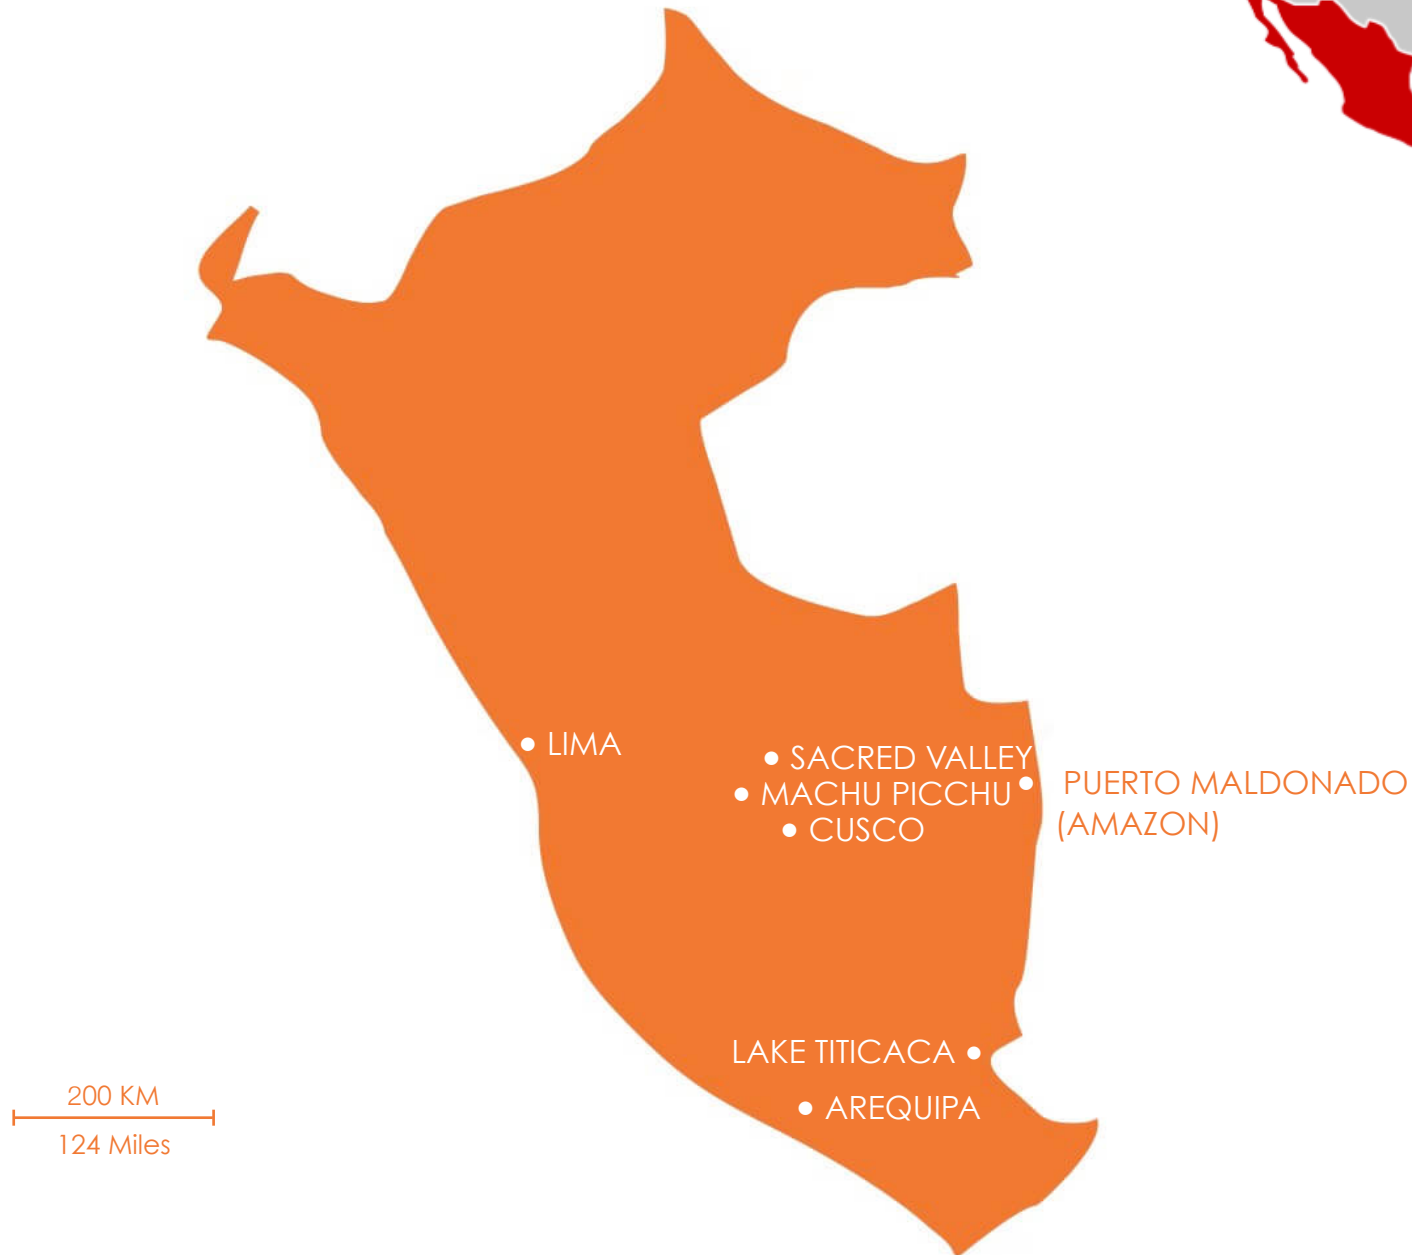 LIMA
SACRED VALLEY
MACHU PICCHU
CUSCO
PUERTO MALDONADO
(AMAZON)
LAKE TITICACA
AREQUIPA
200 KM
124 Miles